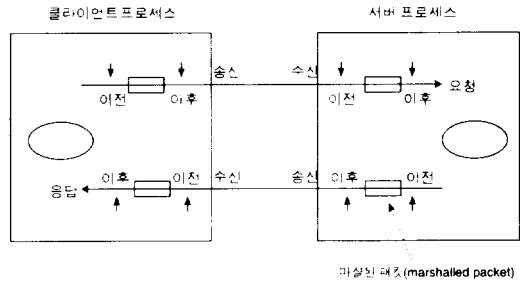 클라이언트프로세스
서버 프로세스
송신
수신
이전
이후
이전
이후
요청
응답
이후
이전
수신
송신
이후
이전
마샬된 패킷(marshalled packet)